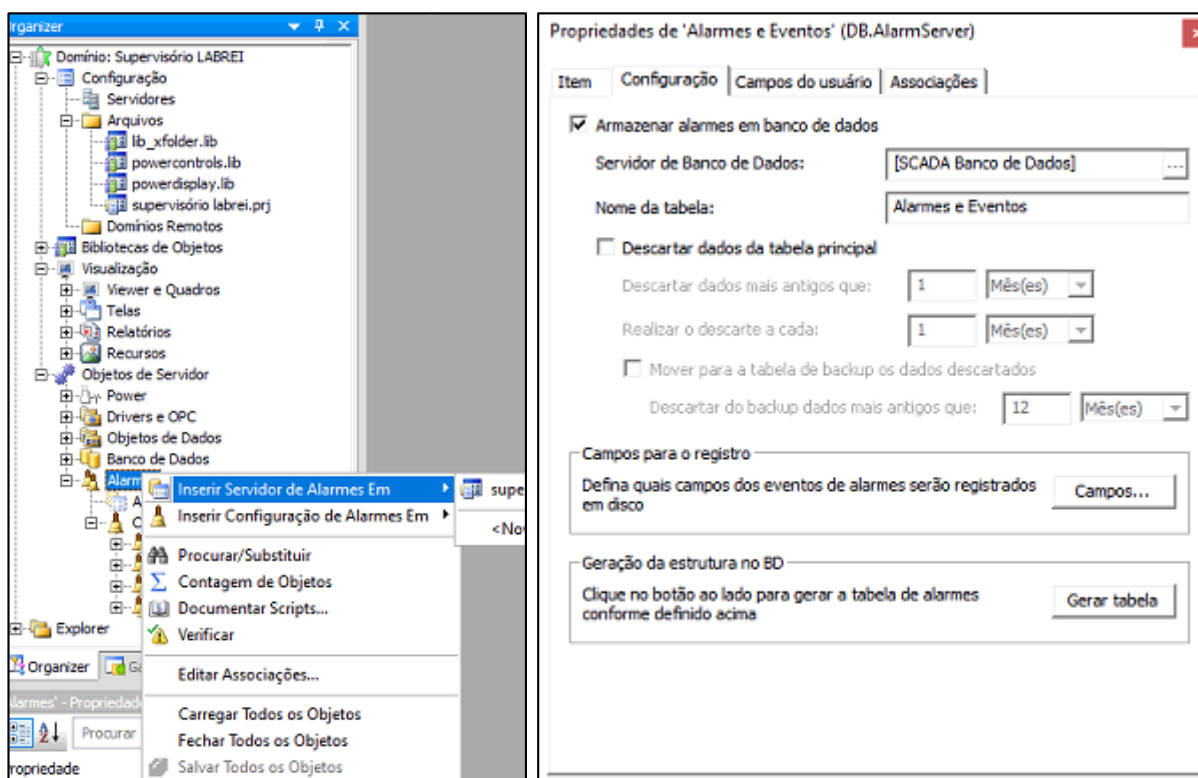 rganizer
Domínio: Supervisório LABREI
Configuração
Servidores
Arquivos
lib_xfolder.lib
powercontrols.lib
powerdisplay.lib
supervisório labrei.prj
Domínios Remotos
Bibliotecas de Objetos
Visualização
Viewer e Quadros
Telas
Relatórios
Recursos
Objetos de Servidor
Power
Drivers e OPC
Objetos de Dados
Banco de Dados
Alarm
A
C
Explorer
Organizer Ga
larmes' - Propriedad
Procurar
ropriedade
Inserir Servidor de Alarmes Em
Inserir Configuração de Alarmes Em
Procurar/Substituir
Contagem de Objetos
Documentar Scripts...
Verificar
Editar Associações...
Carregar Todos os Objetos
Fechar Todos os Objetos
Salvar Todos os Objetos
supe
<No
Propriedades de 'Alarmes e Eventos' (DB.AlarmServer)
Item Configuração Campos do usuário Associações
Armazenar alarmes em banco de dados
Servidor de Banco de Dados: [SCADA Banco de Dados] ...
Nome da tabela: Alarmes e Eventos
Descartar dados da tabela principal
Descartar dados mais antigos que: 1 Mês(es)
Realizar o descarte a cada: 1 Mês(es)
Mover para a tabela de backup os dados descartados
Descartar do backup dados mais antigos que: 12 Mês(es)
Campos para o registro
Defina quais campos dos eventos de alarmes serão registrados
em disco
Campos...
Geração da estrutura no BD
Clique no botão ao lado para gerar a tabela de alarmes
conforme definido acima
Gerar tabela